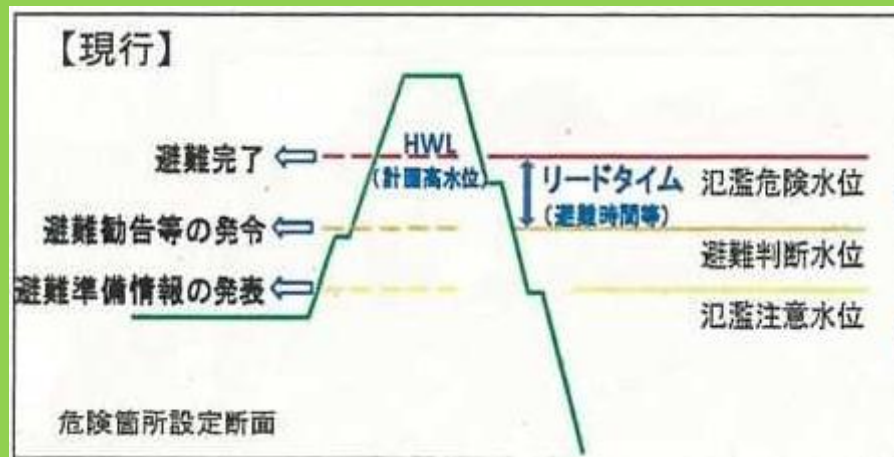 【現行】
避難完了
HWL
(計画高水位)
リードタイム
(避難時間等)
氾濫危険水位
避難勧告等の発令
避難判断水位
避難準備情報の発表
氾濫注意水位
危険箇所設定断面